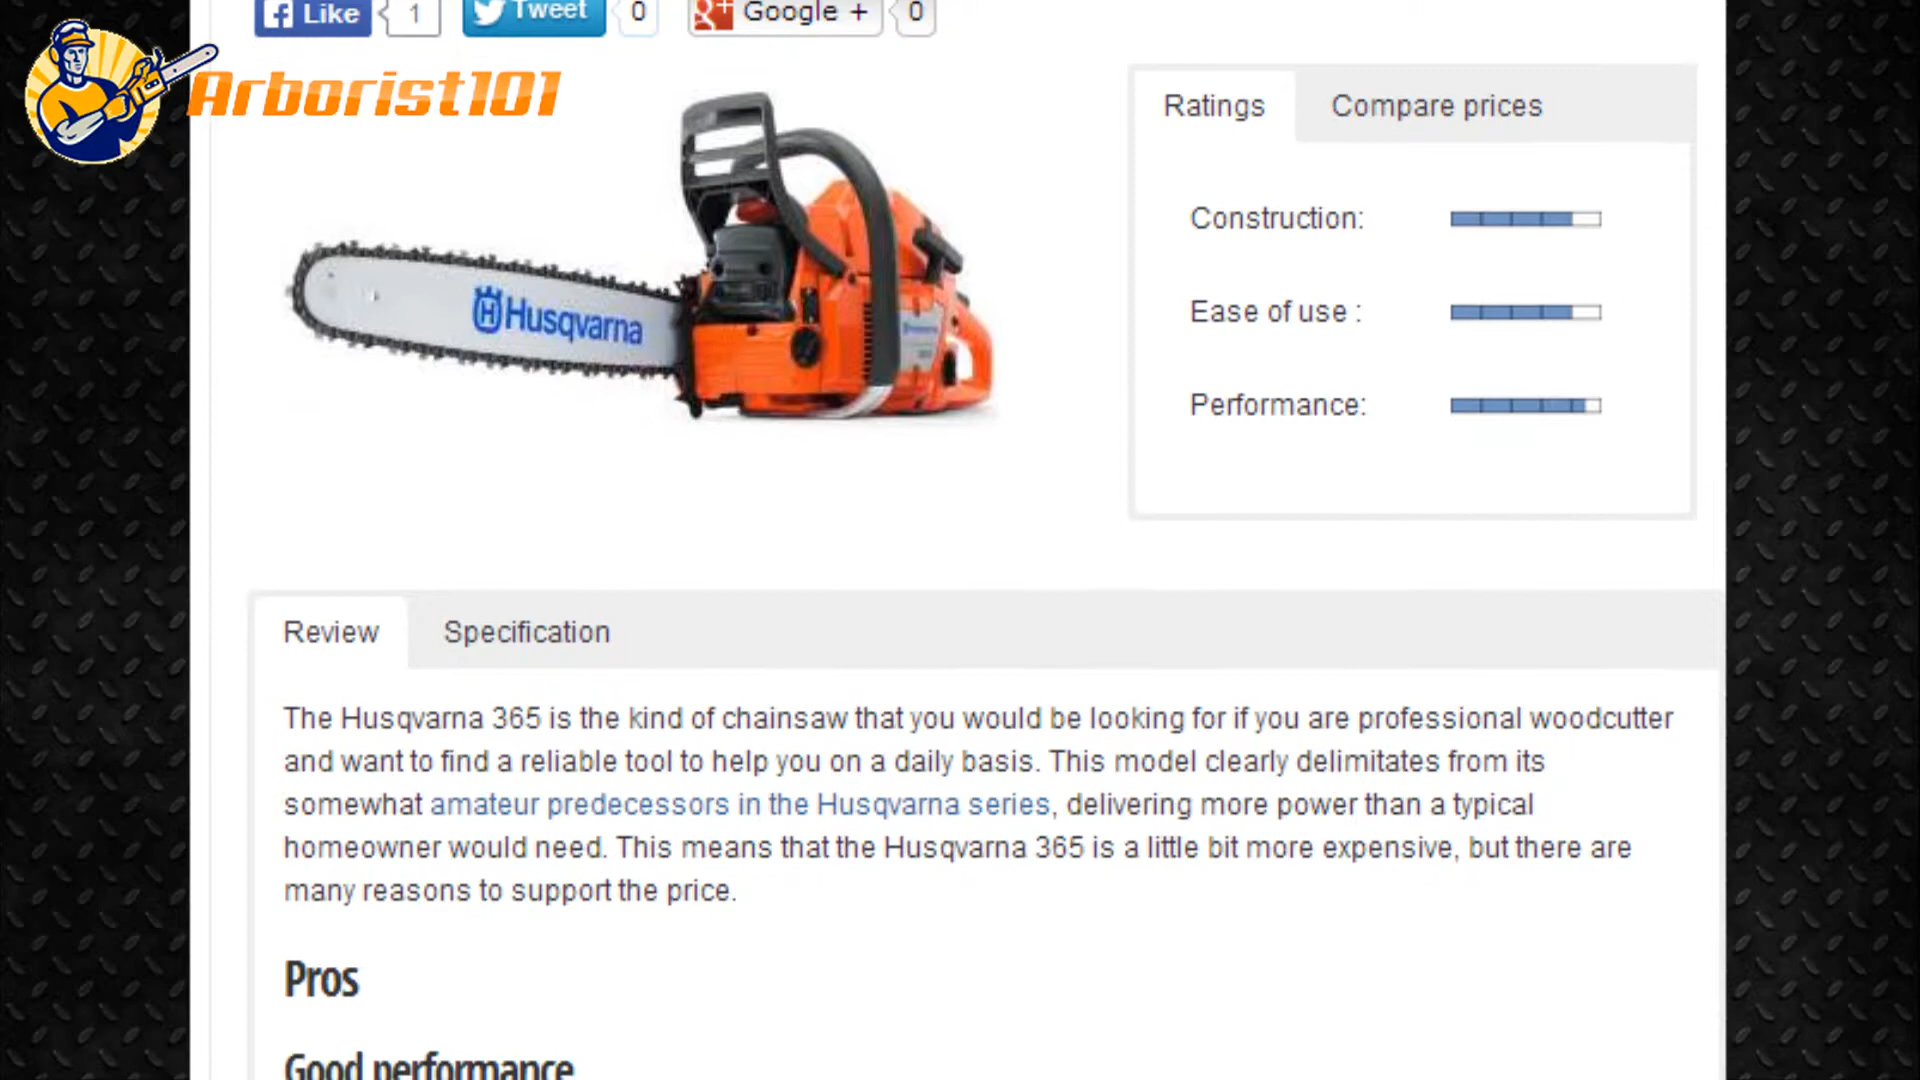 Like 1 Tweet 0 Google + 0
Arborist101
Ratings Compare prices
Husqvarna
Construction:
Ease of use :
Performance:
Review Specification
The Husqvarna 365 is the kind of chainsaw that you would be looking for if you are professional woodcutter
and want to find a reliable tool to help you on a daily basis. This model clearly delimitates from its
somewhat amateur predecessors in the Husqvarna series, delivering more power than a typical
homeowner would need. This means that the Husqvarna 365 is a little bit more expensive, but there are
many reasons to support the price.
Pros
Good performance